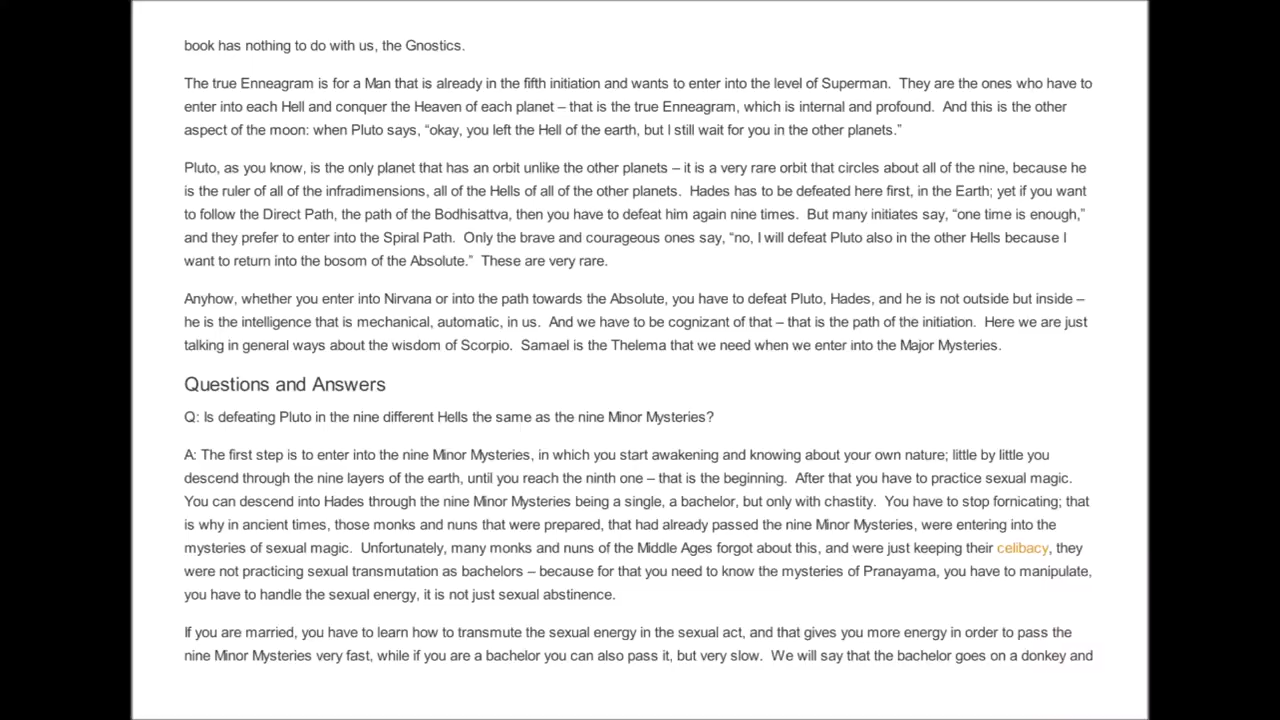 book has nothing to do with us, the Gnostics.
The true Enneagram is for a Man that is already in the fifth initiation and wants to enter into the level of Superman.  They are the ones who have to
enter into each Hell and conquer the Heaven of each planet – that is the true Enneagram, which is internal and profound.  And this is the other
aspect of the moon: when Pluto says, “okay, you left the Hell of the earth, but I still wait for you in the other planets.”
Pluto, as you know, is the only planet that has an orbit unlike the other planets – it is a very rare orbit that circles about all of the nine, because he
is the ruler of all of the infradimensions, all of the Hells of all of the other planets.  Hades has to be defeated here first, in the Earth; yet if you want
to follow the Direct Path, the path of the Bodhisattva, then you have to defeat him again nine times.  But many initiates say, “one time is enough,”
and they prefer to enter into the Spiral Path.  Only the brave and courageous ones say, “no, I will defeat Pluto also in the other Hells because I
want to return into the bosom of the Absolute.”  These are very rare.
Anyhow, whether you enter into Nirvana or into the path towards the Absolute, you have to defeat Pluto, Hades, and he is not outside but inside –
he is the intelligence that is mechanical, automatic, in us.  And we have to be cognizant of that – that is the path of the initiation.  Here we are just
talking in general ways about the wisdom of Scorpio.  Samael is the Thelema that we need when we enter into the Major Mysteries.
Questions and Answers
Q: Is defeating Pluto in the nine different Hells the same as the nine Minor Mysteries?
A: The first step is to enter into the nine Minor Mysteries, in which you start awakening and knowing about your own nature; little by little you
descend through the nine layers of the earth, until you reach the ninth one – that is the beginning.  After that you have to practice sexual magic.
You can descend into Hades through the nine Minor Mysteries being a single, a bachelor, but only with chastity.  You have to stop fornicating; that
is why in ancient times, those monks and nuns that were prepared, that had already passed the nine Minor Mysteries, were entering into the
mysteries of sexual magic.  Unfortunately, many monks and nuns of the Middle Ages forgot about this, and were just keeping their celibacy, they
were not practicing sexual transmutation as bachelors – because for that you need to know the mysteries of Pranayama, you have to manipulate,
you have to handle the sexual energy, it is not just sexual abstinence.
If you are married, you have to learn how to transmute the sexual energy in the sexual act, and that gives you more energy in order to pass the
nine Minor Mysteries very fast, while if you are a bachelor you can also pass it, but very slow.  We will say that the bachelor goes on a donkey and